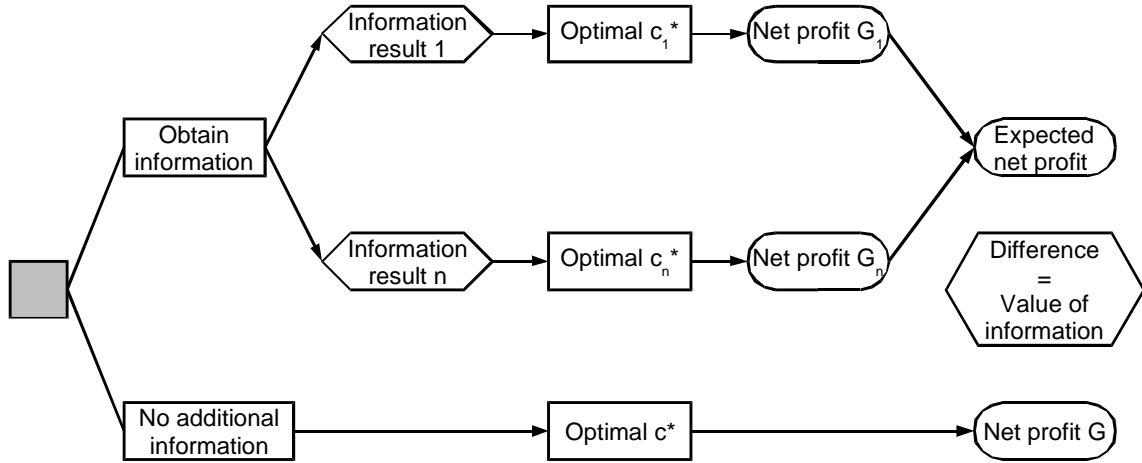 Information
result 1
Optimal c₁*
Net profit G₁
Obtain
information
Expected
net profit
Information
result n
Optimal cₙ*
Net profit Gₙ
Difference
=
Value of
information
No additional
information
Optimal c*
Net profit G